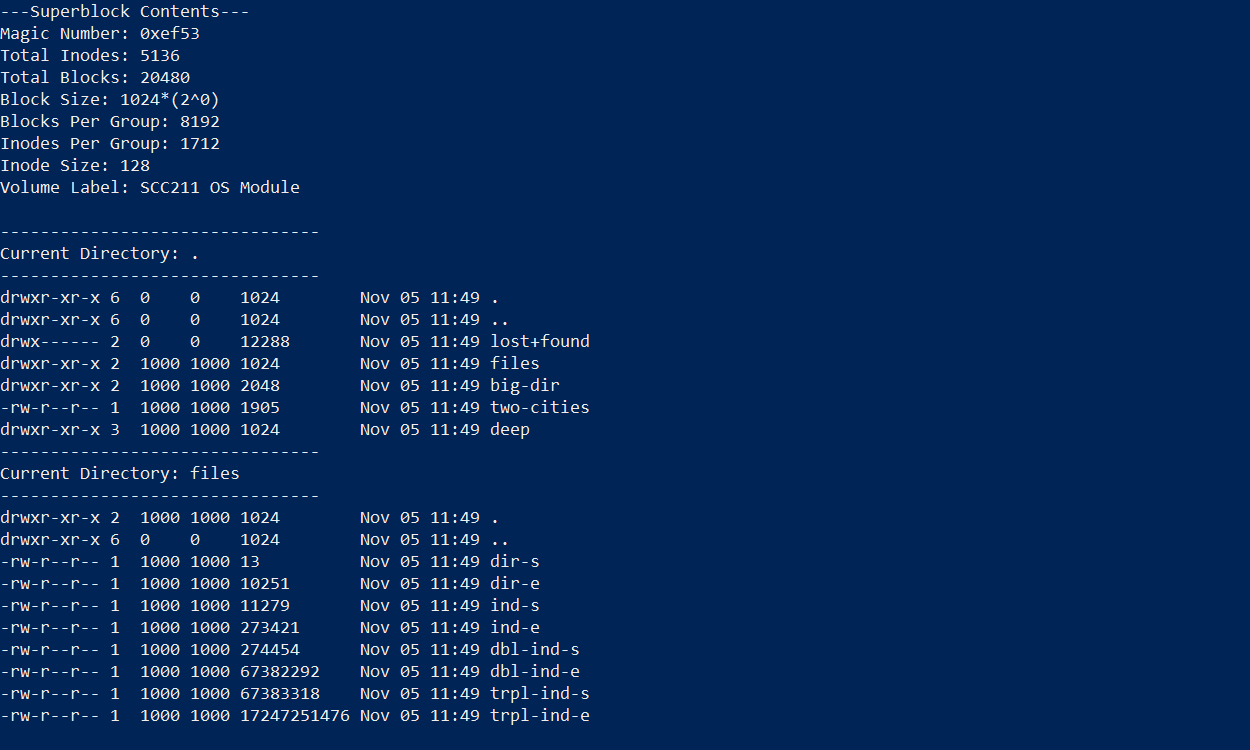 ---Superblock Contents---
Magic Number: 0xef53
Total Inodes: 5136
Total Blocks: 20480
Block Size: 1024*(2^0)
Blocks Per Group: 8192
Inodes Per Group: 1712
Inode Size: 128
Volume Label: SCC211 OS Module

--------------------------------
Current Directory: .
--------------------------------
drwxr-xr-x 6  0    0    1024        Nov 05 11:49 .
drwxr-xr-x 6  0    0    1024        Nov 05 11:49 ..
drwx------ 2  0    0    12288       Nov 05 11:49 lost+found
drwxr-xr-x 2  1000 1000 1024        Nov 05 11:49 files
drwxr-xr-x 2  1000 1000 2048        Nov 05 11:49 big-dir
-rw-r--r-- 1  1000 1000 1905        Nov 05 11:49 two-cities
drwxr-xr-x 3  1000 1000 1024        Nov 05 11:49 deep
--------------------------------
Current Directory: files
--------------------------------
drwxr-xr-x 2  1000 1000 1024        Nov 05 11:49 .
drwxr-xr-x 6  0    0    1024        Nov 05 11:49 ..
-rw-r--r-- 1  1000 1000 13          Nov 05 11:49 dir-s
-rw-r--r-- 1  1000 1000 10251       Nov 05 11:49 dir-e
-rw-r--r-- 1  1000 1000 11279       Nov 05 11:49 ind-s
-rw-r--r-- 1  1000 1000 273421      Nov 05 11:49 ind-e
-rw-r--r-- 1  1000 1000 274454      Nov 05 11:49 dbl-ind-s
-rw-r--r-- 1  1000 1000 67382292    Nov 05 11:49 dbl-ind-e
-rw-r--r-- 1  1000 1000 67383318    Nov 05 11:49 trpl-ind-s
-rw-r--r-- 1  1000 1000 17247251476 Nov 05 11:49 trpl-ind-e